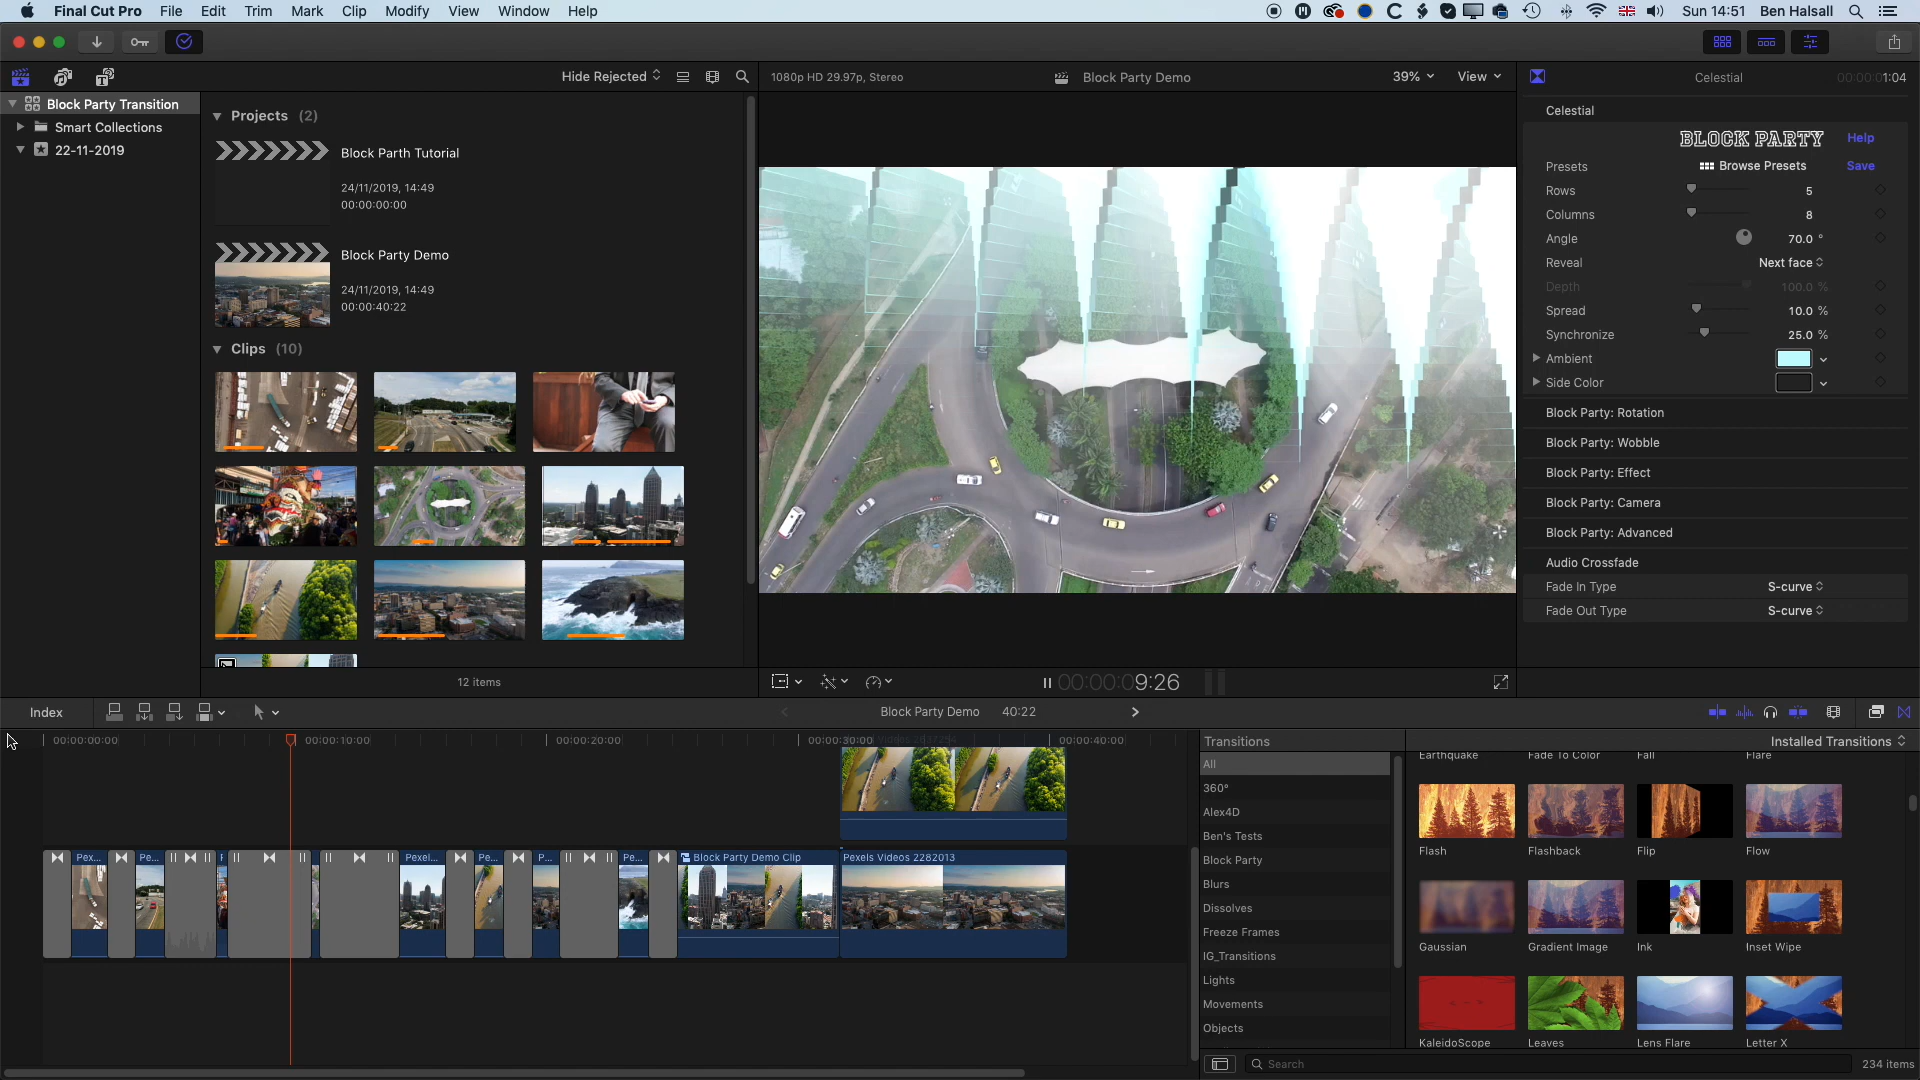 Final Cut Pro File Edit Trim Mark Clip Modify View Window Help Sun 14:51 Ben Halsall
Hide Rejected 1080p HD 29.97p, Stereo Block Party Demo 39% View Celestial 00:00:01:04
Block Party Transition
Smart Collections
22-11-2019
Projects (2)
Block Parth Tutorial
24/11/2019, 14:49
00:00:00:00
Block Party Demo
24/11/2019, 14:49
00:00:40:22
Clips (10)
12 items
00:00:00:09:26
Celestial
BLOCK PARTY Help
Presets Browse Presets Save
Rows 5
Columns 8
Angle 70.0 °
Reveal Next face
Depth 100.0 %
Spread 10.0 %
Synchronize 25.0 %
Ambient
Side Color
Block Party: Rotation
Block Party: Wobble
Block Party: Effect
Block Party: Camera
Block Party: Advanced
Audio Crossfade
Fade In Type S-curve
Fade Out Type S-curve
Index Block Party Demo 40:22
00:00:00:00 00:00:10:00 00:00:20:00 00:00:30:00 00:00:40:00
Pex... Pe... Pexel... Pe... P... Pe... Block Party Demo Clip Pexels Videos 2282013
Transitions Installed Transitions
All
360°
Alex4D
Ben's Tests
Block Party
Blurs
Dissolves
Freeze Frames
IG_Transitions
Lights
Movements
Objects
Earthquake Fade To Color Fall Flare
Flash Flashback Flip Flow
Gaussian Gradient Image Ink Inset Wipe
KaleidoScope Leaves Lens Flare Letter X
Search 234 items